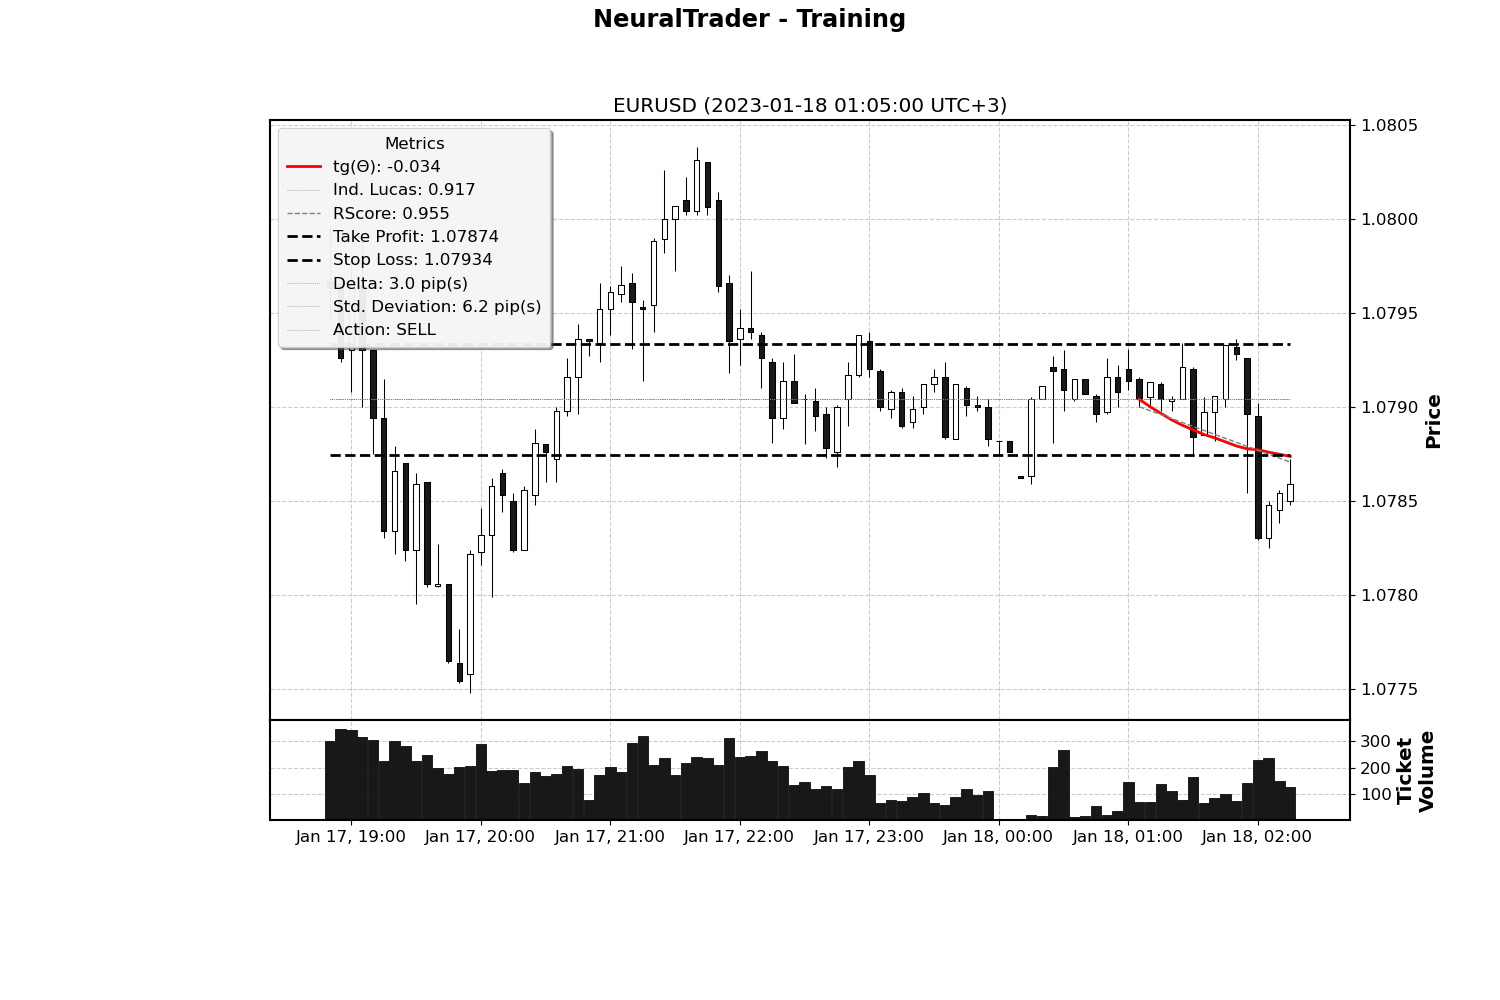 NeuralTrader - Training
EURUSD (2023-01-18 01:05:00 UTC+3)
Metrics
tg(Θ): -0.034
Ind. Lucas: 0.917
RScore: 0.955
Take Profit: 1.07874
Stop Loss: 1.07934
Delta: 3.0 pip(s)
Std. Deviation: 6.2 pip(s)
Action: SELL
1.0805
1.0800
1.0795
1.0790
1.0785
1.0780
1.0775
Price
300
200
100
Ticket
Volume
Jan 17, 19:00
Jan 17, 20:00
Jan 17, 21:00
Jan 17, 22:00
Jan 17, 23:00
Jan 18, 00:00
Jan 18, 01:00
Jan 18, 02:00